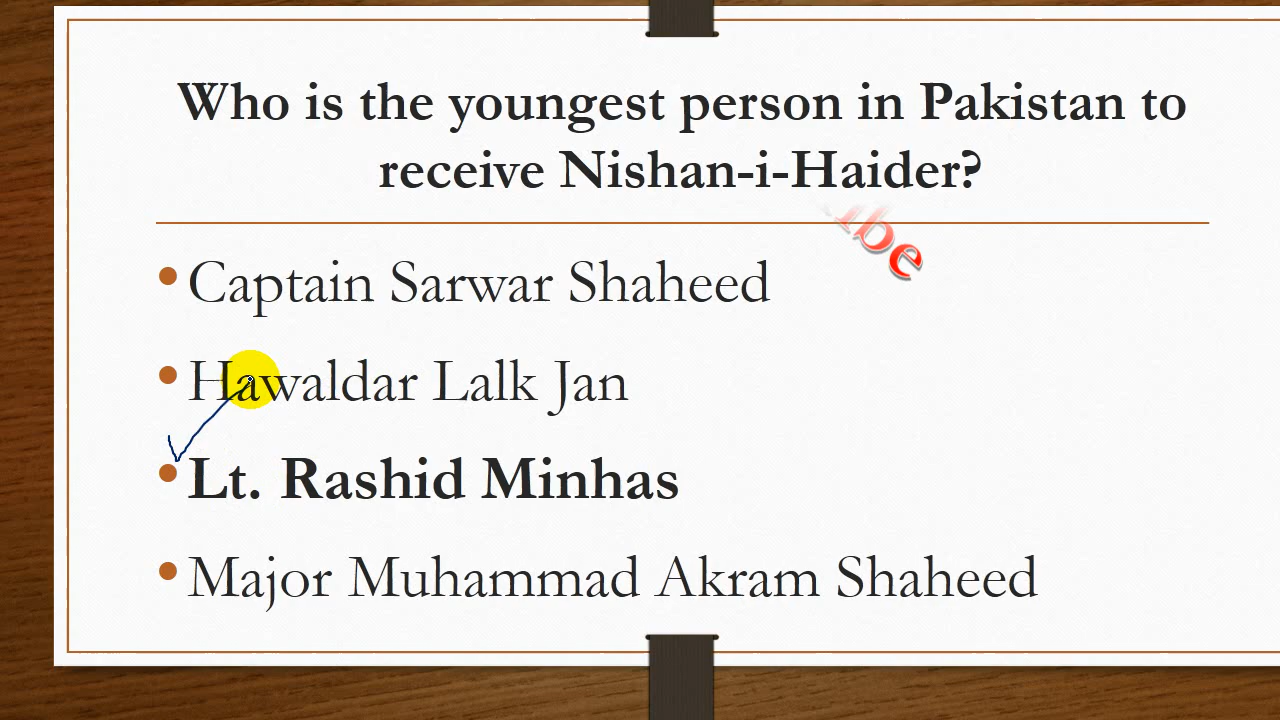 Who is the youngest person in Pakistan to
receive Nishan-i-Haider?
Captain Sarwar Shaheed
Hawaldar Lalk Jan
Lt. Rashid Minhas
Major Muhammad Akram Shaheed